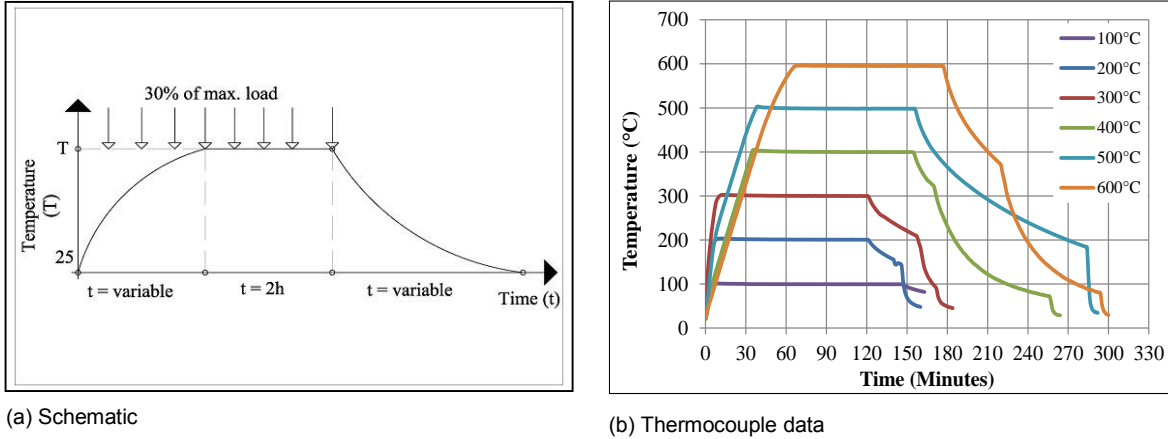 30% of max. load
T
Temperature
(T)
25
t = variable
t = 2h
t = variable
Time (t)
(a) Schematic
700
600
500
400
300
200
100
0
Temperature (°C)
0 30 60 90 120 150 180 210 240 270 300 330
Time (Minutes)
100°C
200°C
300°C
400°C
500°C
600°C
(b) Thermocouple data